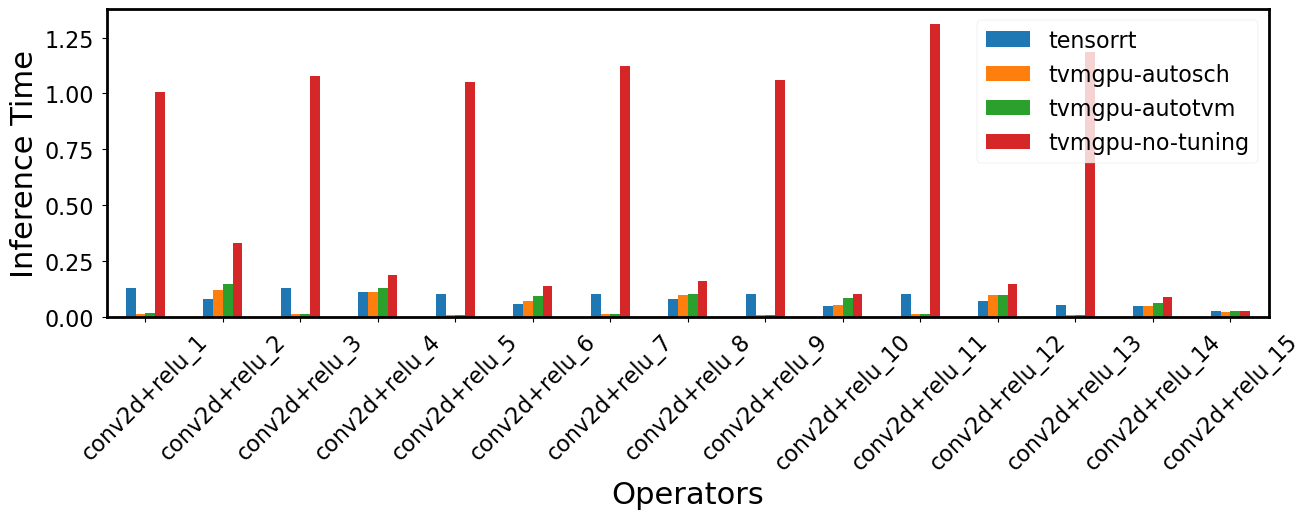 Inference Time
1.25
1.00
0.75
0.50
0.25
0.00
tensorrt
tvmgpu-autosch
tvmgpu-autotvm
tvmgpu-no-tuning
conv2d+relu_1
conv2d+relu_2
conv2d+relu_3
conv2d+relu_4
conv2d+relu_5
conv2d+relu_6
conv2d+relu_7
conv2d+relu_8
conv2d+relu_9
conv2d+relu_10
conv2d+relu_11
conv2d+relu_12
conv2d+relu_13
conv2d+relu_14
conv2d+relu_15
Operators